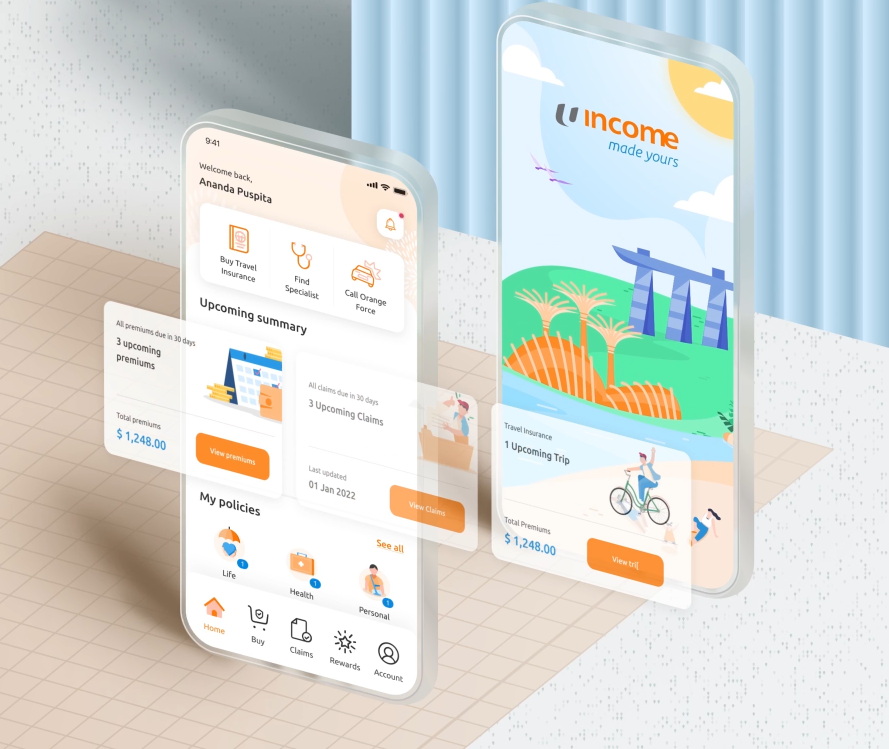 9:41
Welcome back,
Ananda Puspita
Buy Travel
Insurance
Find
Specialist
Call Orange
Force
Upcoming summary
All premiums due in 30 days
3 upcoming
premiums
Total premiums
$ 1,248.00
View premiums
All claims due in 30 days
3 Upcoming Claims
Last updated
01 Jan 2022
View Claims
My policies
See all
1
Life
1
Health
1
Personal
Home
Buy
Claims
Rewards
Account
income
made yours
Travel Insurance
1 Upcoming Trip
Total Premiums
$ 1,248.00
View tri